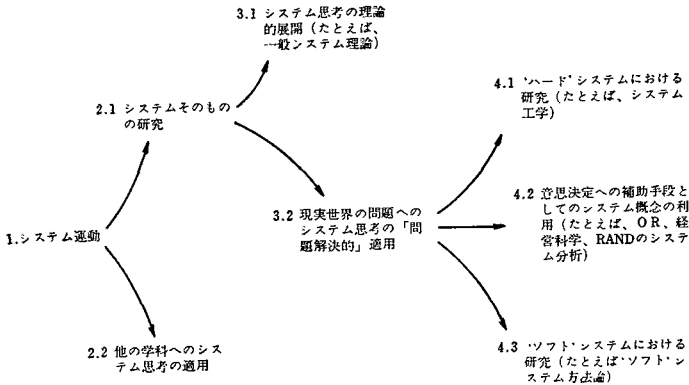 3.1 システム思考の理論
的展開（たとえば、
一般システム理論）
4.1 'ハード'システムにおける
研究（たとえば、システム
工学）
2.1 システムそのもの
の研究
4.2 意思決定への補助手段と
してのシステム概念の利
用（たとえば、OR、経
営科学、RANDのシステ
ム分析）
3.2 現実世界の問題への
システム思考の「問
題解決的」適用
1.システム運動
2.2 他の学科へのシス
テム思考の適用
4.3 'ソフト'システムにおける
研究（たとえば'ソフト'シ
ステム方法論）